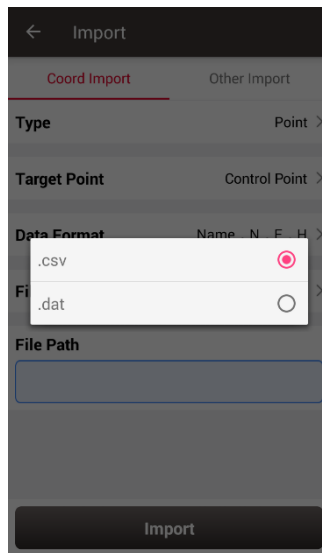 Import
Coord Import Other Import
Type Point
Target Point Control Point
Data Format Name , N , E , H
.csv
Fi
.dat
File Path
Import